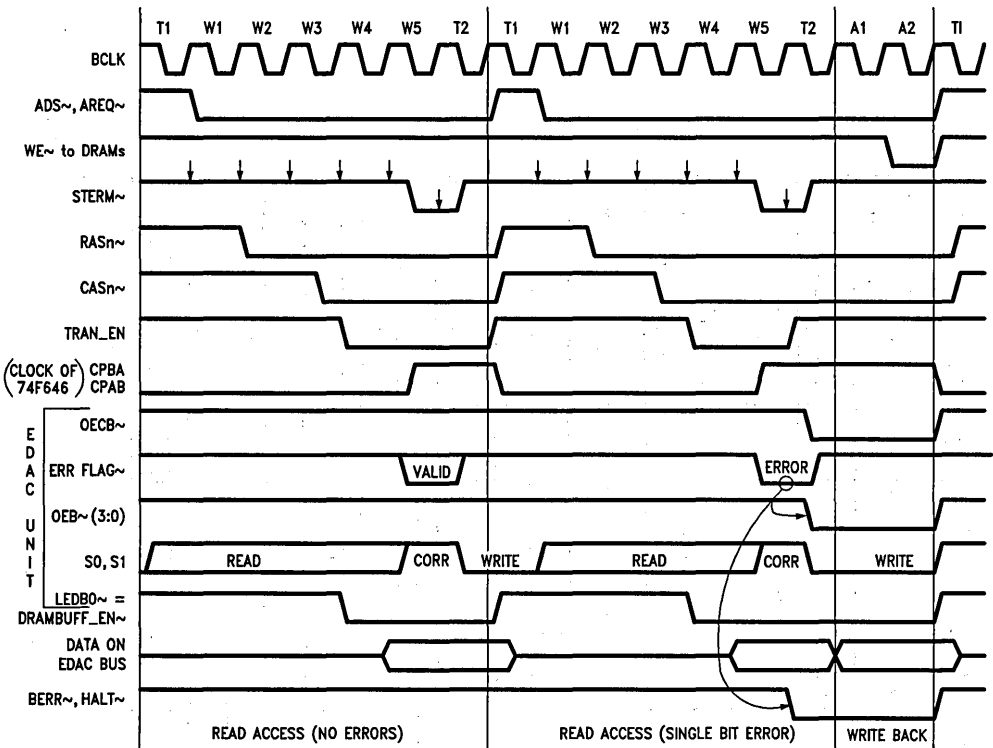 T1 W1 W2 W3 W4 W5 T2 T1 W1 W2 W3 W4 W5 T2 A1 A2 TI
BCLK
ADS~, AREQ~
WE~ to DRAMs
STERM~
RASn~
CASn~
TRAN_EN
(CLOCK OF 74F646) CPBA CPAB
EDAC UNIT
OECB~
ERR FLAG~ VALID ERROR
OEB~ (3:0)
S0, S1 READ CORR WRITE READ CORR WRITE
LEDBO~ =
DRAMBUFF_EN~
DATA ON
EDAC BUS
BERR~, HALT~
READ ACCESS (NO ERRORS) READ ACCESS (SINGLE BIT ERROR) WRITE BACK